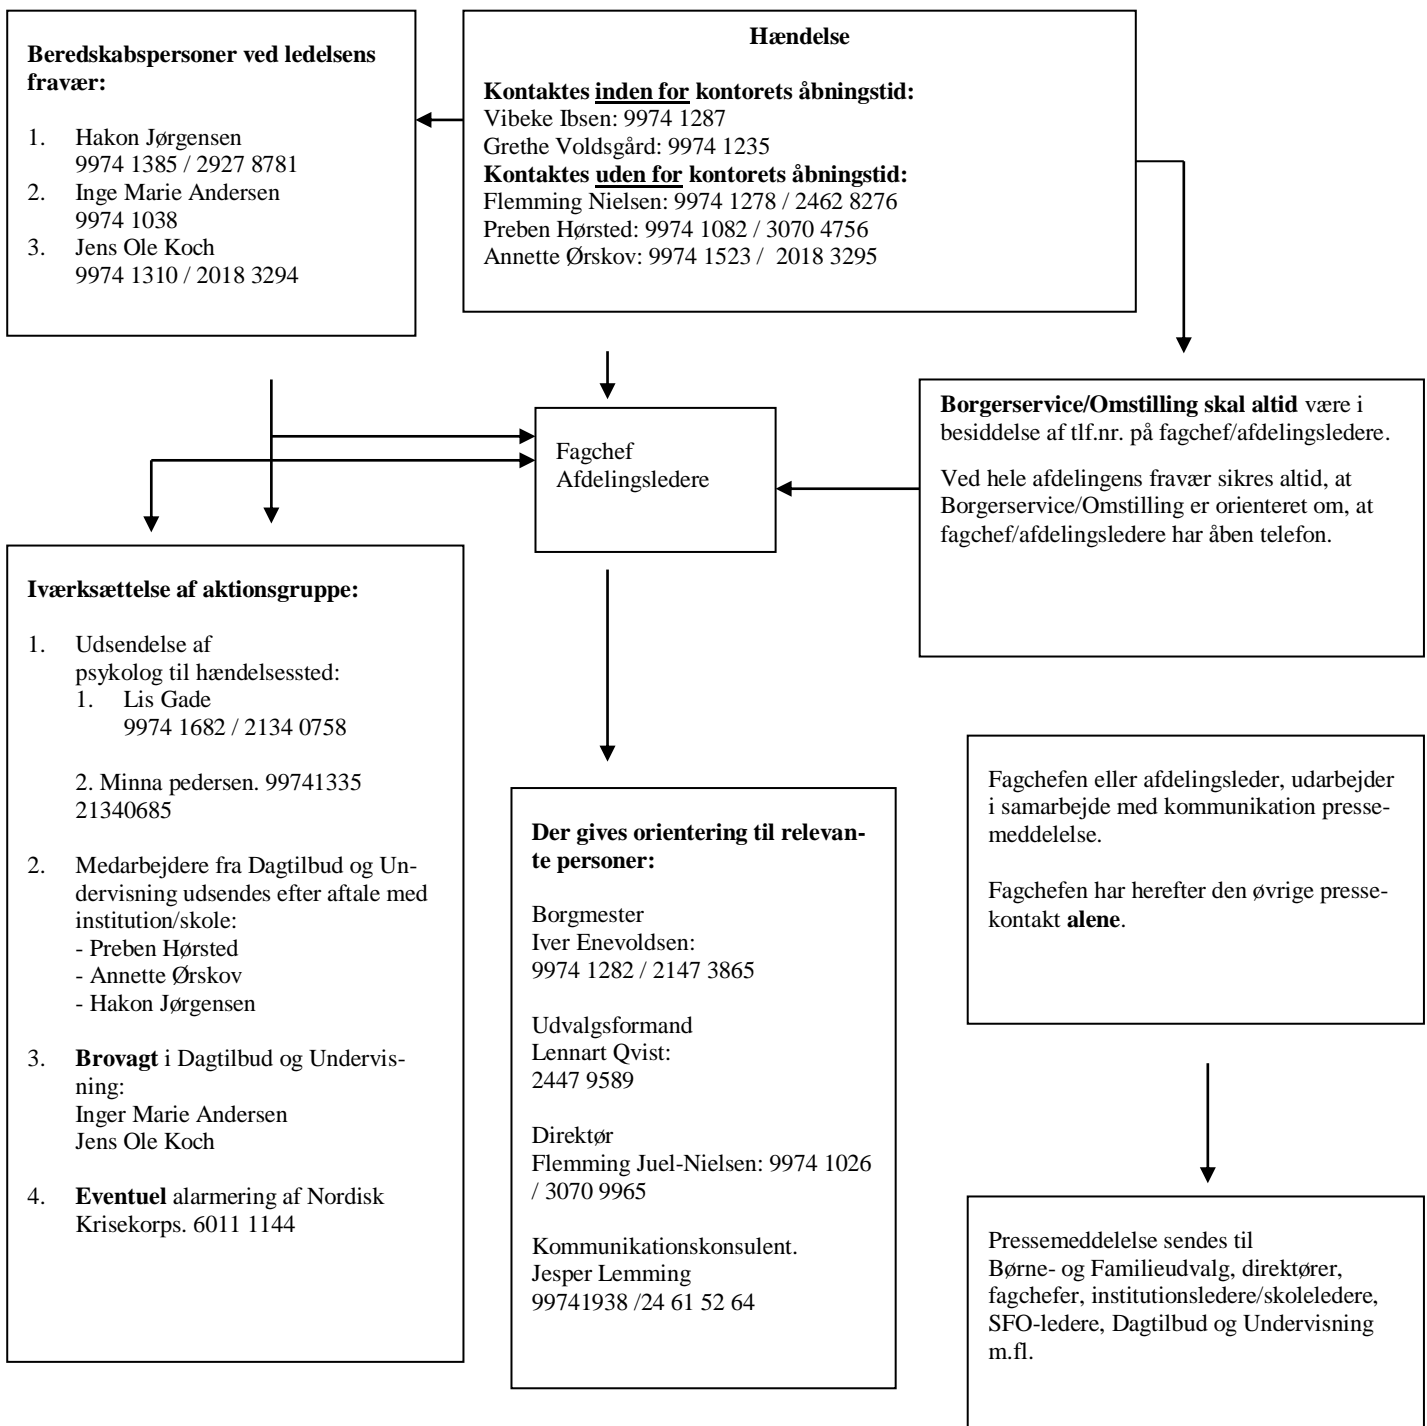 Beredskabspersoner ved ledelsens
fravær:
1. Hakon Jørgensen
9974 1385 / 2927 8781
2. Inge Marie Andersen
9974 1038
3. Jens Ole Koch
9974 1310 / 2018 3294
Hændelse
Kontaktes inden for kontorets åbningstid:
Vibeke Ibsen: 9974 1287
Grethe Voldsgård: 9974 1235
Kontaktes uden for kontorets åbningstid:
Flemming Nielsen: 9974 1278 / 2462 8276
Preben Hørsted: 9974 1082 / 3070 4756
Annette Ørskov: 9974 1523 / 2018 3295
Fagchef
Afdelingsledere
Borgerservice/Omstilling skal altid være i
besiddelse af tlf.nr. på fagchef/afdelingsledere.
Ved hele afdelingens fravær sikres altid, at
Borgerservice/Omstilling er orienteret om, at
fagchef/afdelingsledere har åben telefon.
Iværksættelse af aktionsgruppe:
1. Udsendelse af
psykolog til hændelsessted:
1. Lis Gade
9974 1682 / 2134 0758
2. Minna pedersen. 99741335
21340685
2. Medarbejdere fra Dagtilbud og Un-
dervisning udsendes efter aftale med
institution/skole:
- Preben Hørsted
- Annette Ørskov
- Hakon Jørgensen
3. Brovagt i Dagtilbud og Undervis-
ning:
Inger Marie Andersen
Jens Ole Koch
4. Eventuel alarmering af Nordisk
Krisekorps. 6011 1144
Der gives orientering til relevan-
te personer:
Borgmester
Iver Enevoldsen:
9974 1282 / 2147 3865
Udvalgsformand
Lennart Qvist:
2447 9589
Direktør
Flemming Juel-Nielsen: 9974 1026
/ 3070 9965
Kommunikationskonsulent.
Jesper Lemming
99741938 /24 61 52 64
Fagchefen eller afdelingsleder, udarbejder
i samarbejde med kommunikation presse-
meddelelse.
Fagchefen har herefter den øvrige presse-
kontakt alene.
Pressemeddelelse sendes til
Børne- og Familieudvalg, direktører,
fagchefer, institutionsledere/skoleledere,
SFO-ledere, Dagtilbud og Undervisning
m.fl.